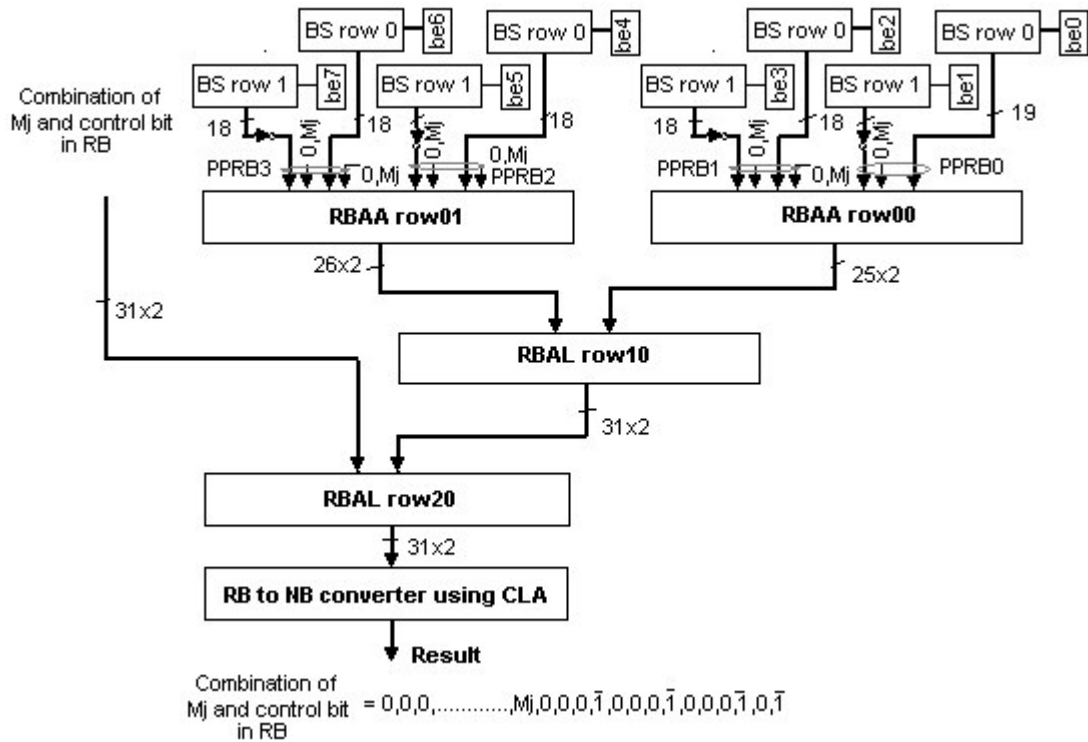 BS row 0
be6
BS row 0
be4
BS row 0
be2
BS row 0
be0
BS row 1
be7
BS row 1
be5
BS row 1
be3
BS row 1
be1
Combination of
Mj and control bit
in RB
18
0,Mj
18
0,Mj
18
18
0,Mj
18
0,Mj
19
PPRB3
0,Mj
0,Mj
PPRB2
PPRB1
0,Mj
PPRB0
RBAA row01
RBAA row00
26x2
25x2
31x2
RBAL row10
31x2
RBAL row20
31x2
RB to NB converter using CLA
Result
Combination of
Mj and control bit
in RB
= 0,0,0,............,Mj,0,0,0,1̅,0,0,0,1̅,0,0,0,1̅,0,1̅